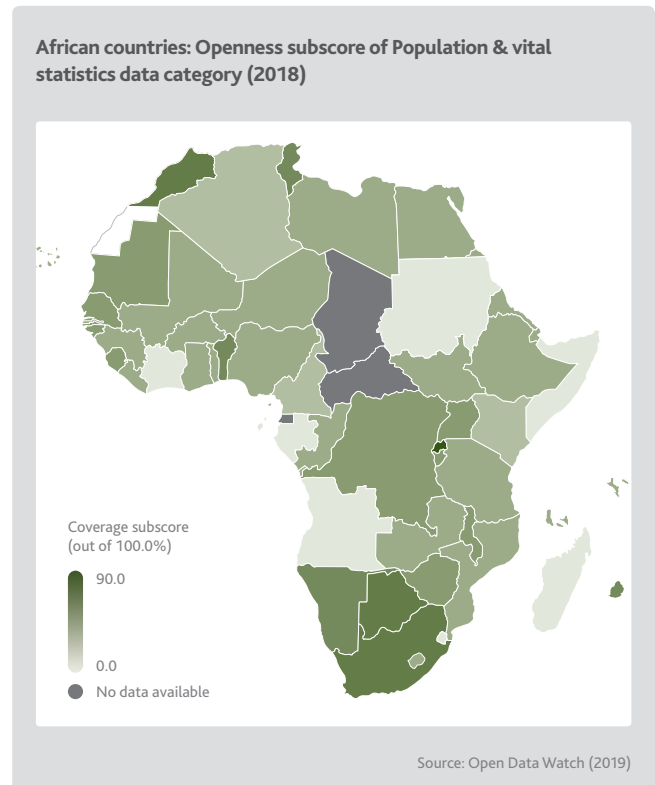 African countries: Openness subscore of Population & vital
statistics data category (2018)
Coverage subscore
(out of 100.0%)
90.0
0.0
No data available
Source: Open Data Watch (2019)